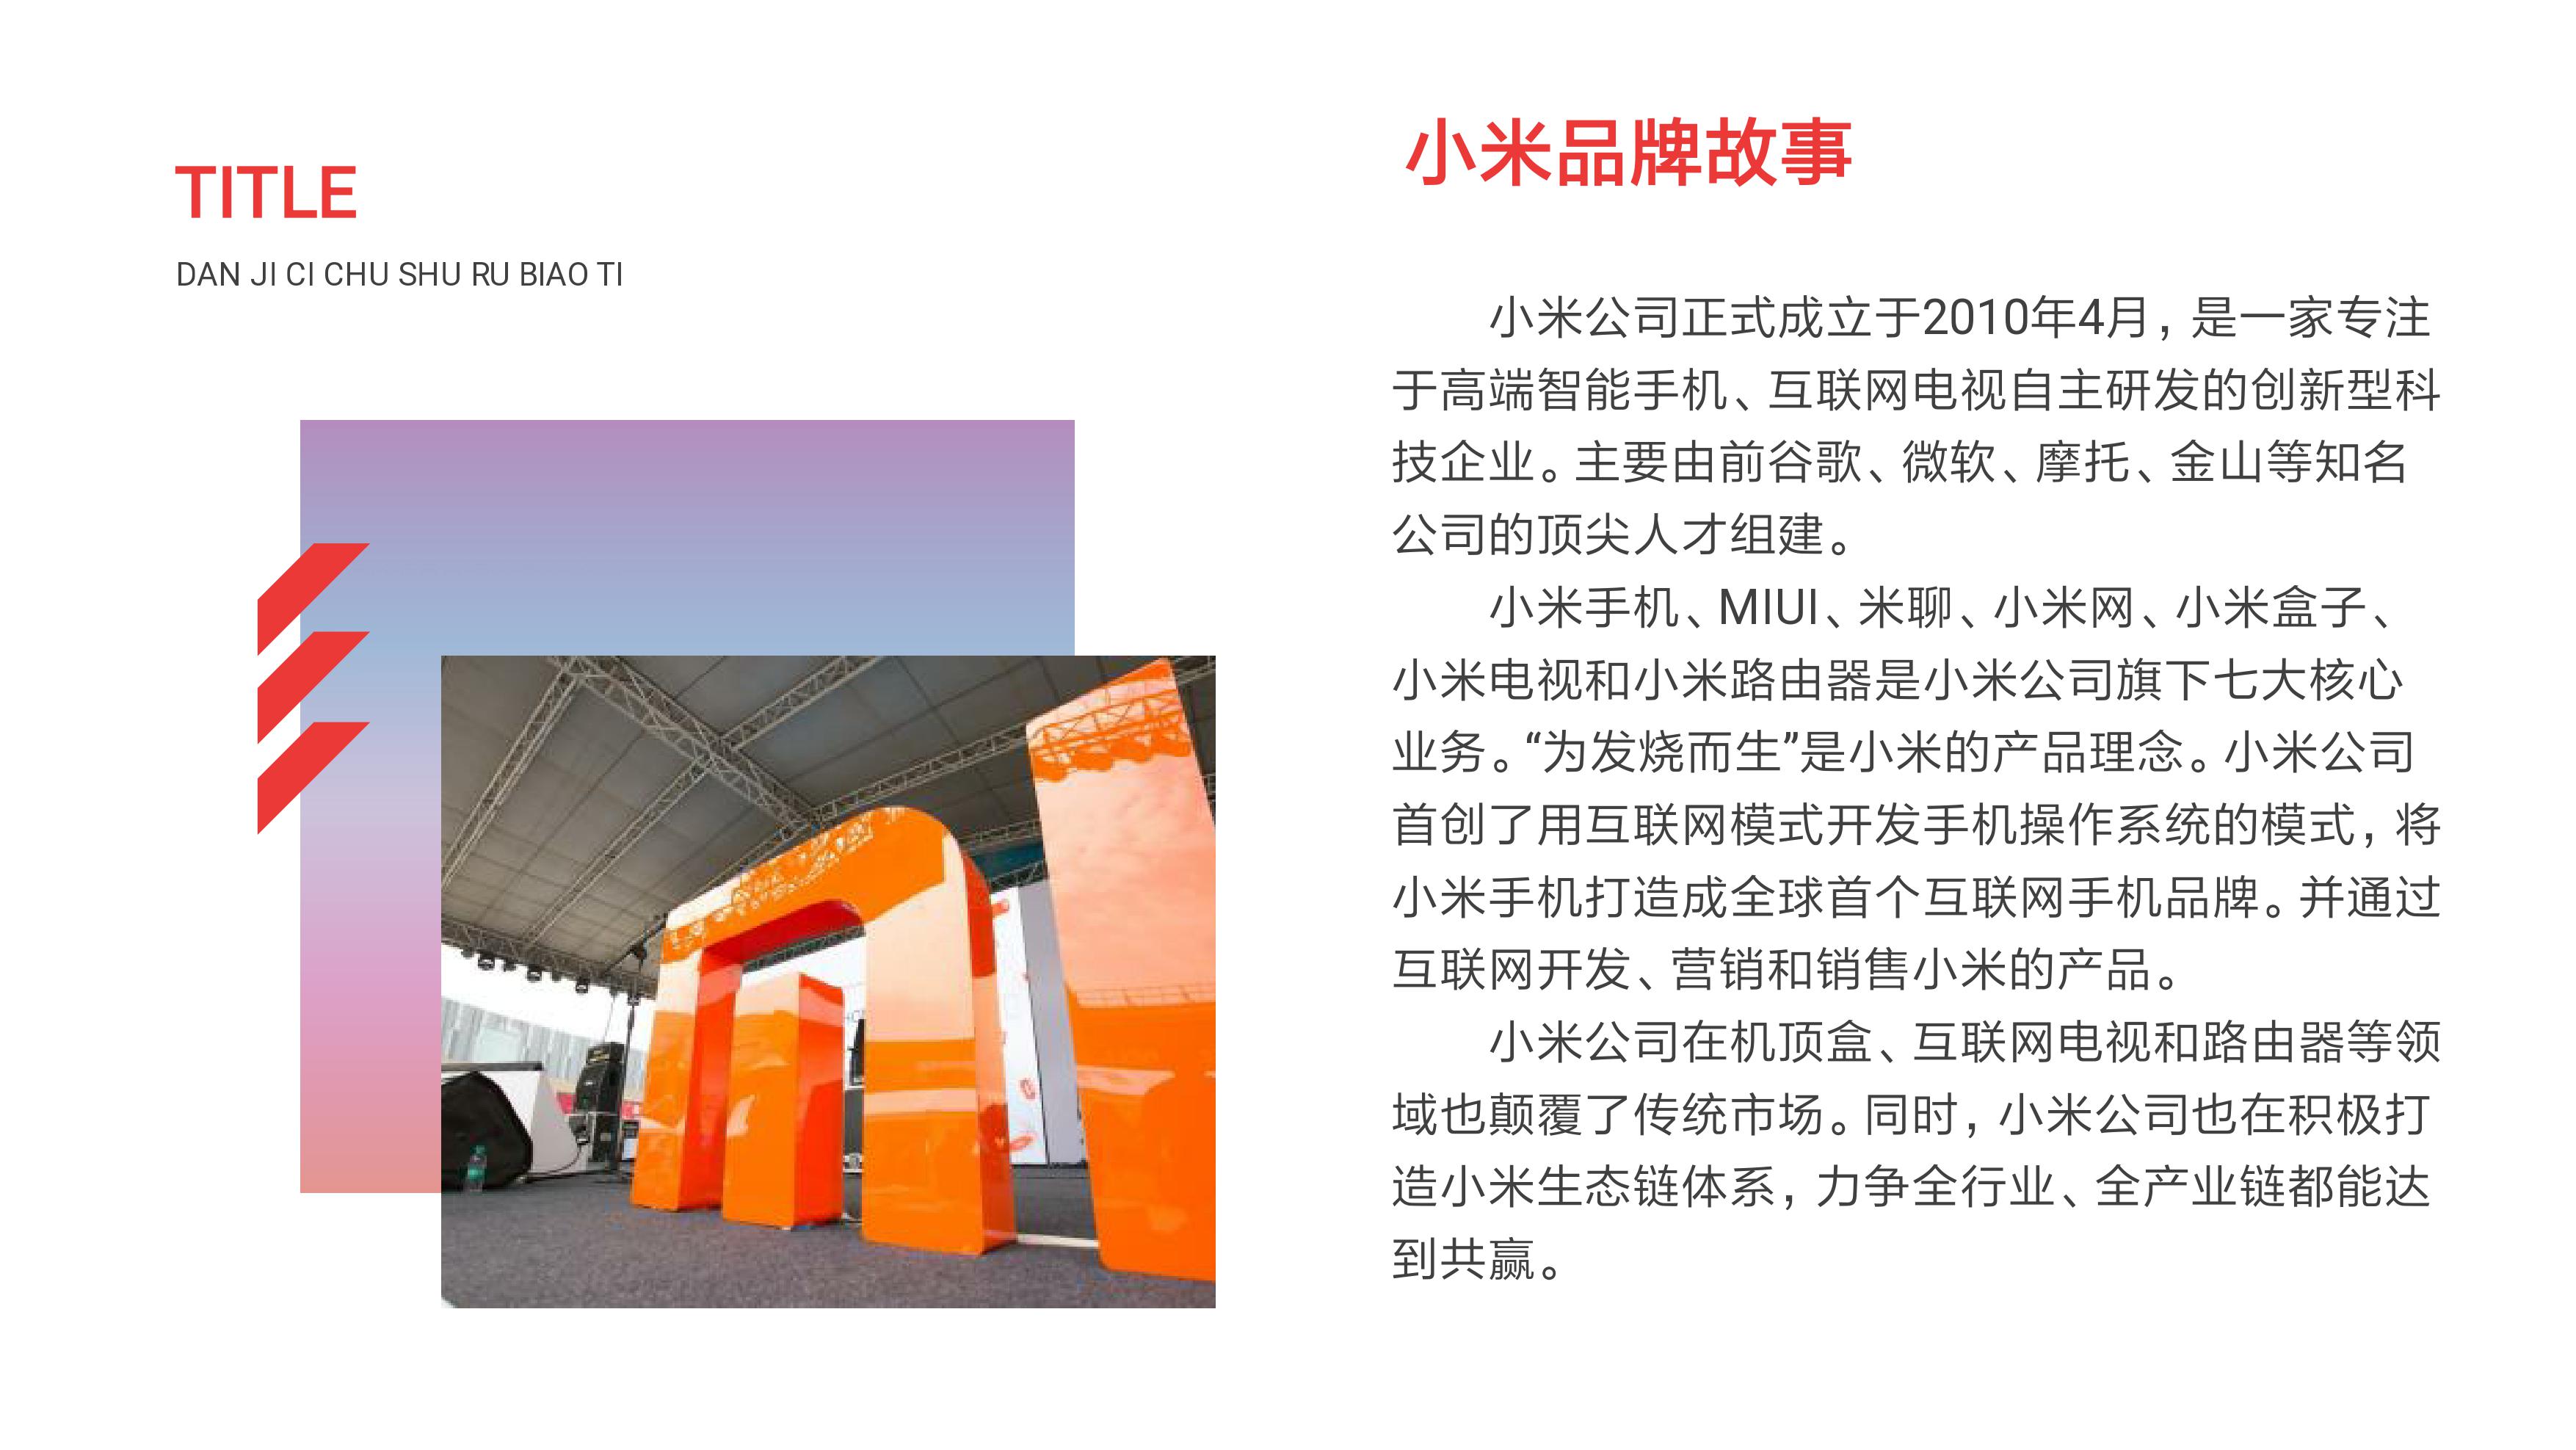 TITLE
DAN JI CI CHU SHU RU BIAO TI
小米品牌故事
小米公司正式成立于2010年4月，是一家专注
于高端智能手机、互联网电视自主研发的创新型科
技企业。主要由前谷歌、微软、摩托、金山等知名
公司的顶尖人才组建。
小米手机、MIUI、米聊、小米网、小米盒子、
小米电视和小米路由器是小米公司旗下七大核心
业务。“为发烧而生”是小米的产品理念。小米公司
首创了用互联网模式开发手机操作系统的模式，将
小米手机打造成全球首个互联网手机品牌。并通过
互联网开发、营销和销售小米的产品。
小米公司在机顶盒、互联网电视和路由器等领
域也颠覆了传统市场。同时，小米公司也在积极打
造小米生态链体系，力争全行业、全产业链都能达
到共赢。